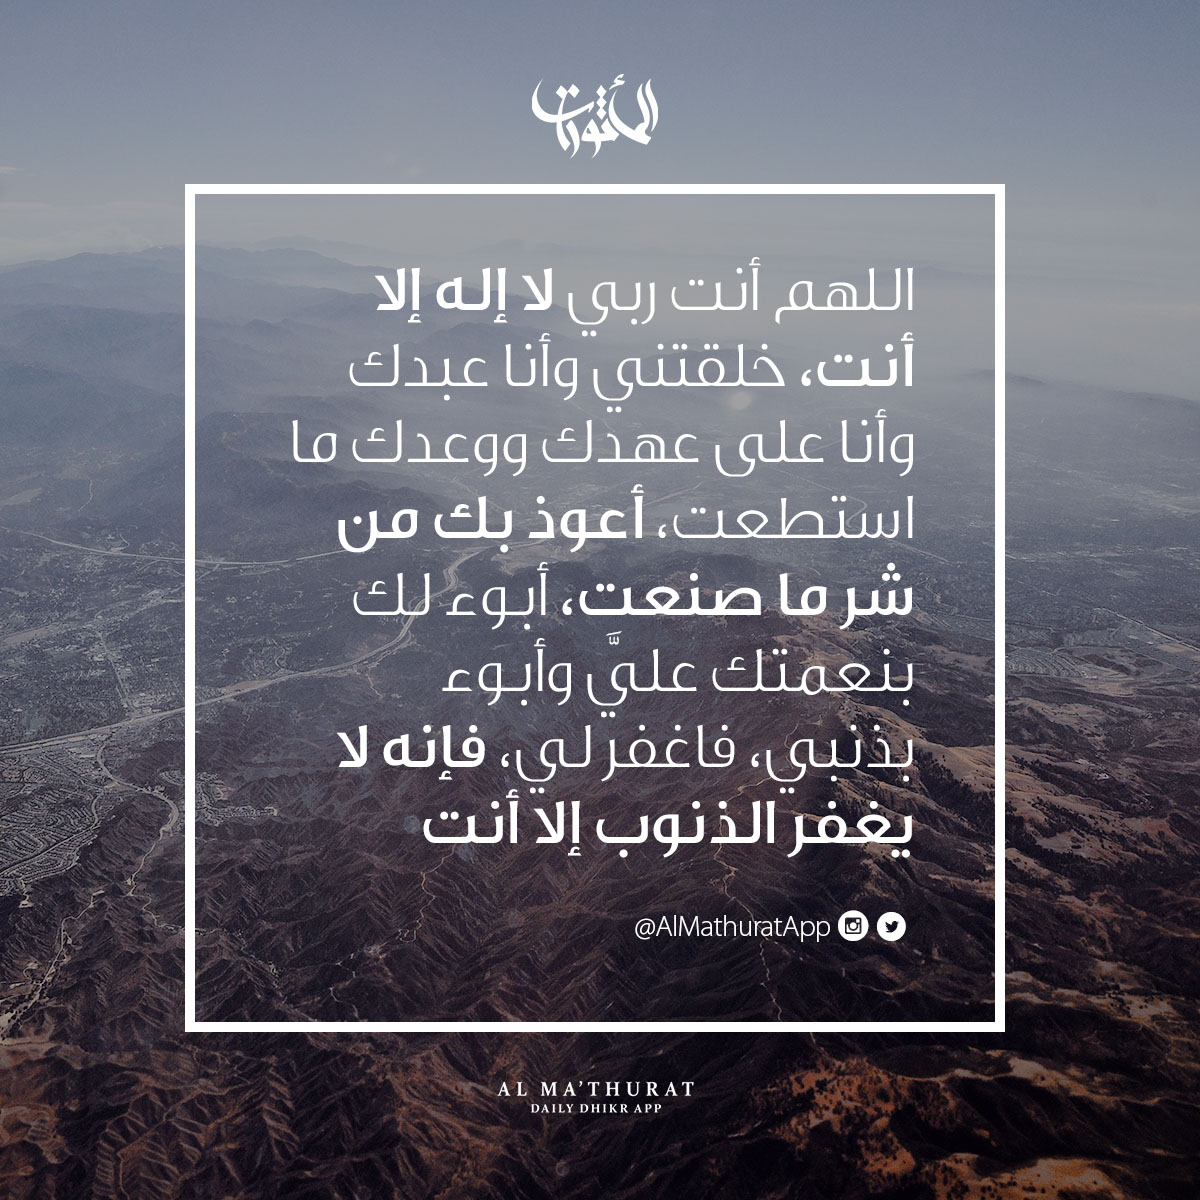 المأثورات
اللهم أنت ربي لا إله إلا
أنت، خلقتني وأنا عبدك
وأنا على عهدك ووعدك ما
استطعت، أعوذ بك من
شر ما صنعت، أبوء لك
بنعمتك عليَّ وأبوء
بذنبي، فاغفر لي، فإنه لا
يغفر الذنوب إلا أنت
@AlMathuratApp
AL MA'THURAT
DAILY DHIKR APP